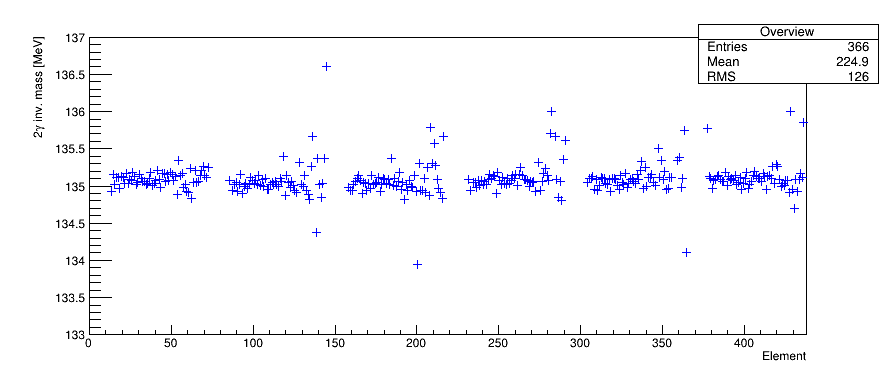 Overview
Entries 366
Mean 224.9
RMS 126
2γ inv. mass [MeV]
137
136.5
136
135.5
135
134.5
134
133.5
133
0 50 100 150 200 250 300 350 400
Element